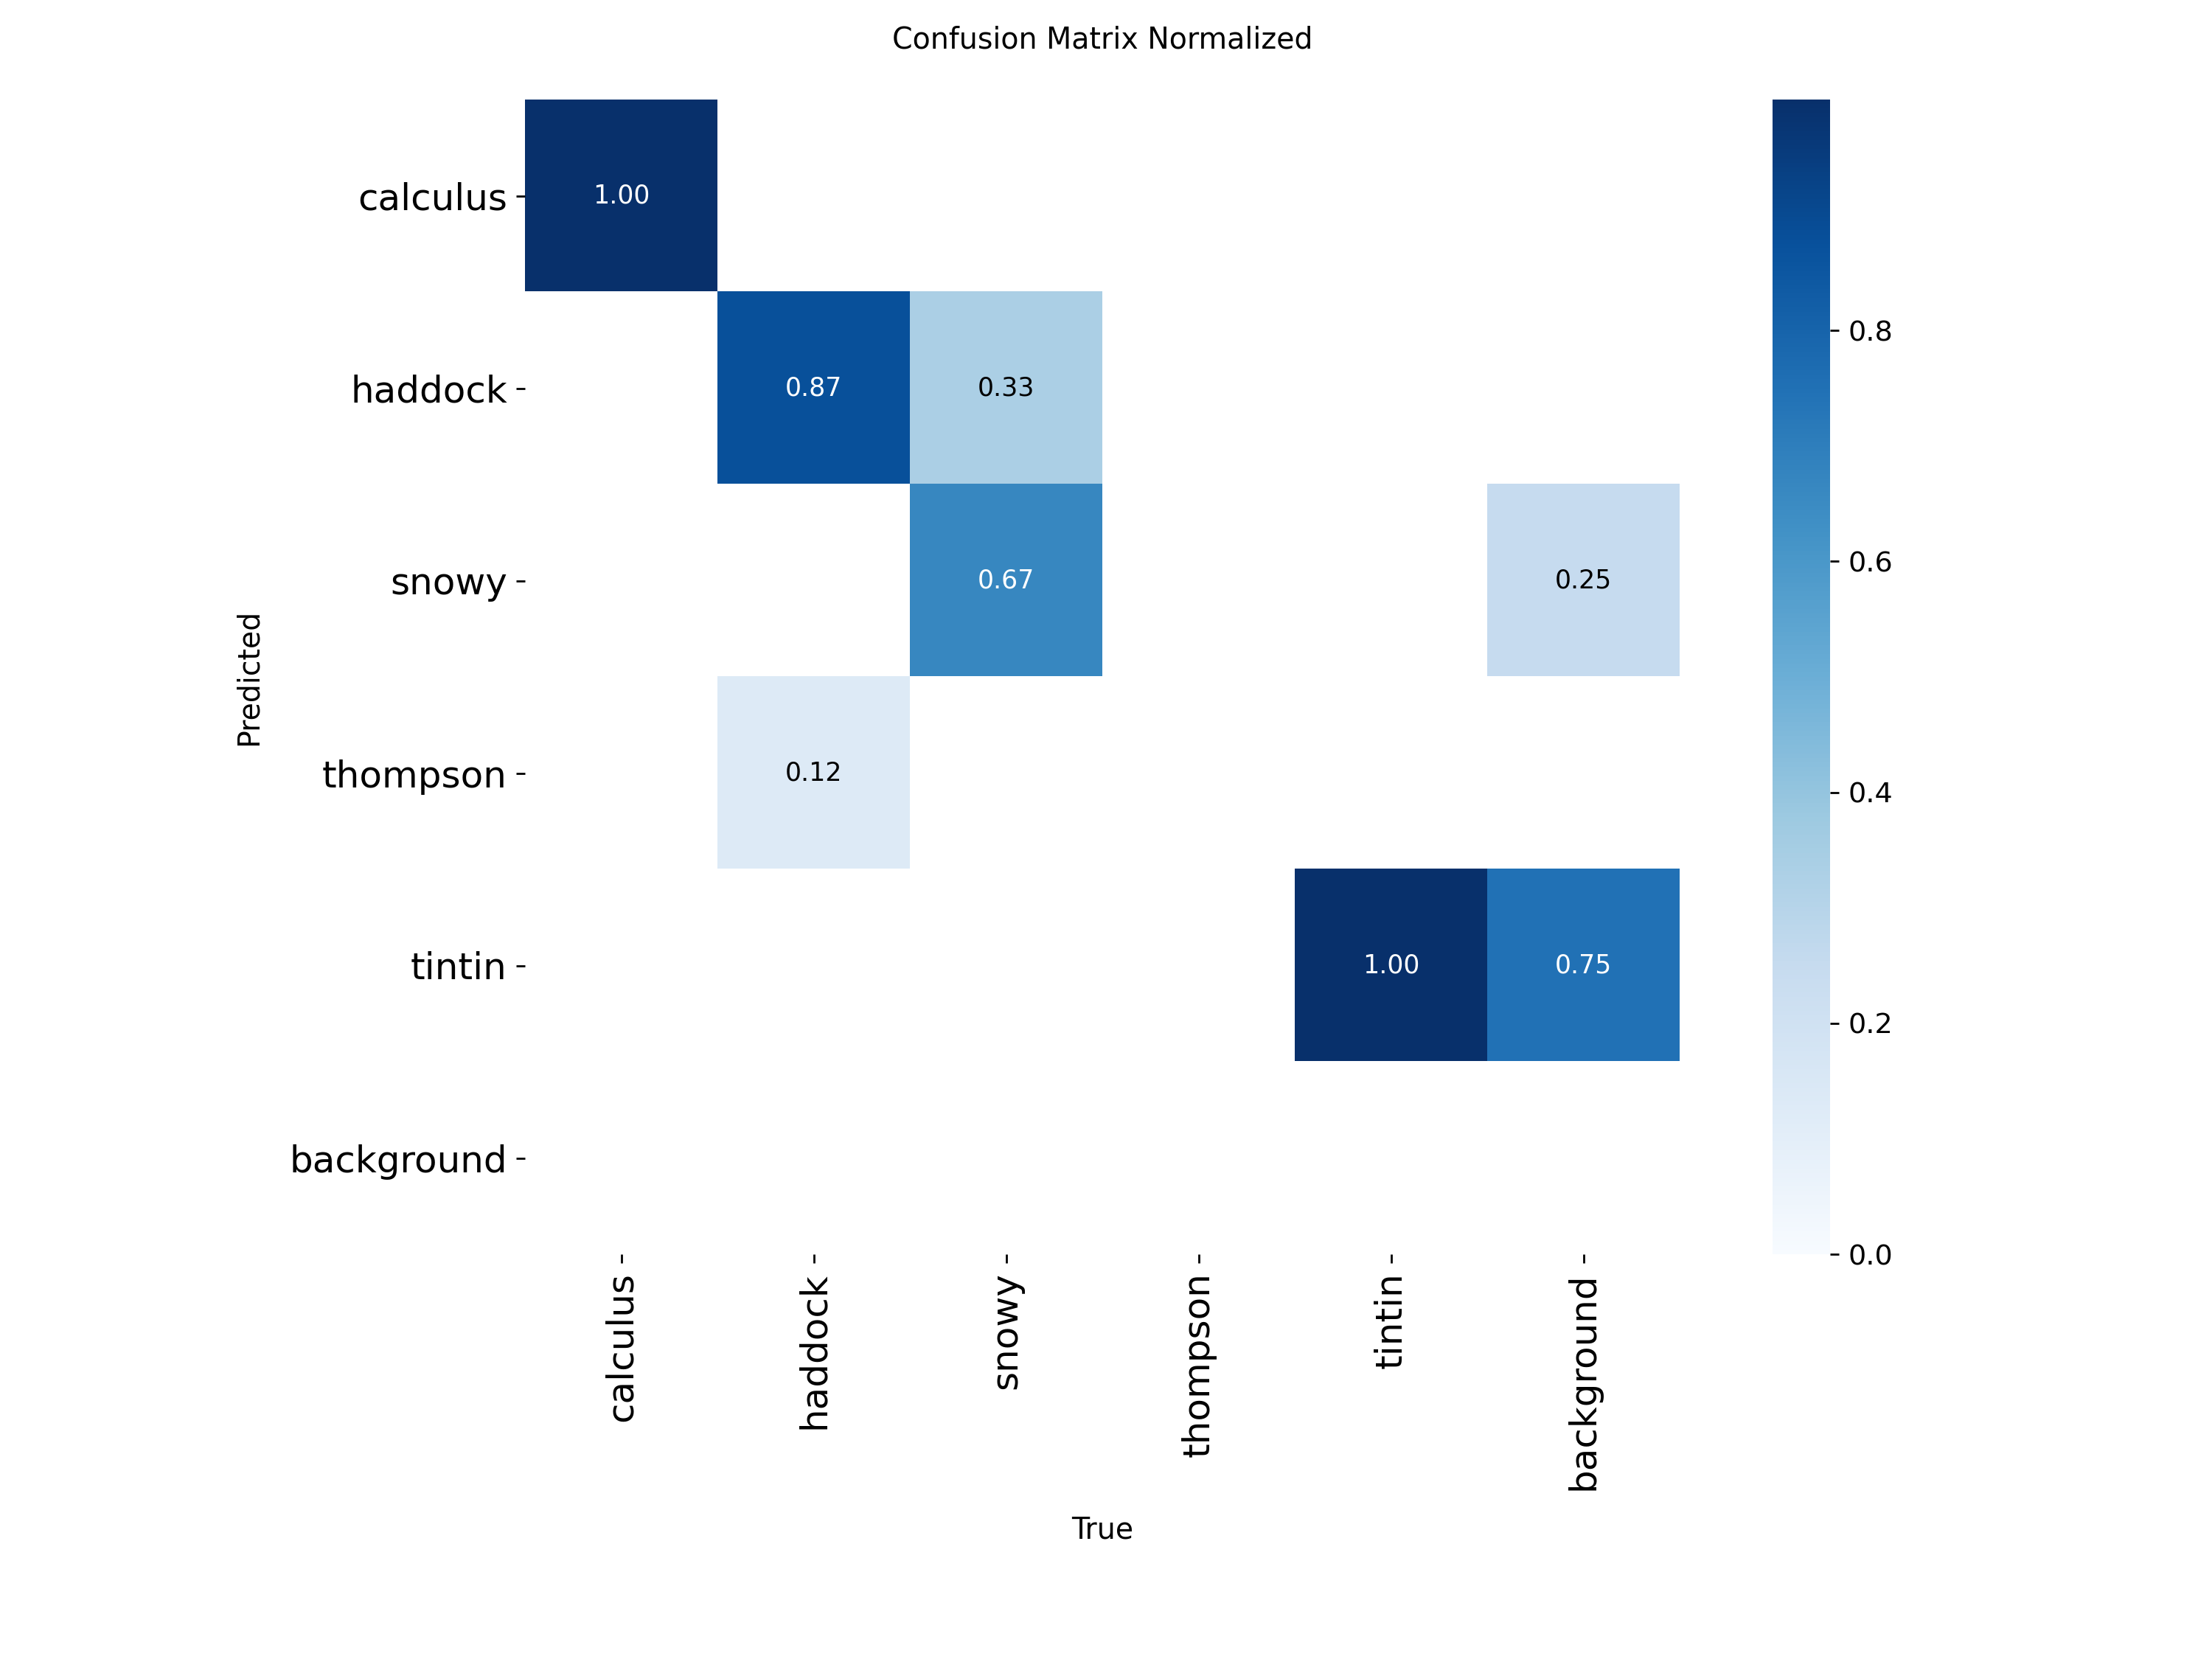 Confusion Matrix Normalized
calculus
1.00
haddock
0.87
0.33
0.8
snowy
0.67
0.25
0.6
Predicted
thompson
0.12
0.4
tintin
1.00
0.75
0.2
background
0.0
calculus
haddock
snowy
thompson
tintin
background
True